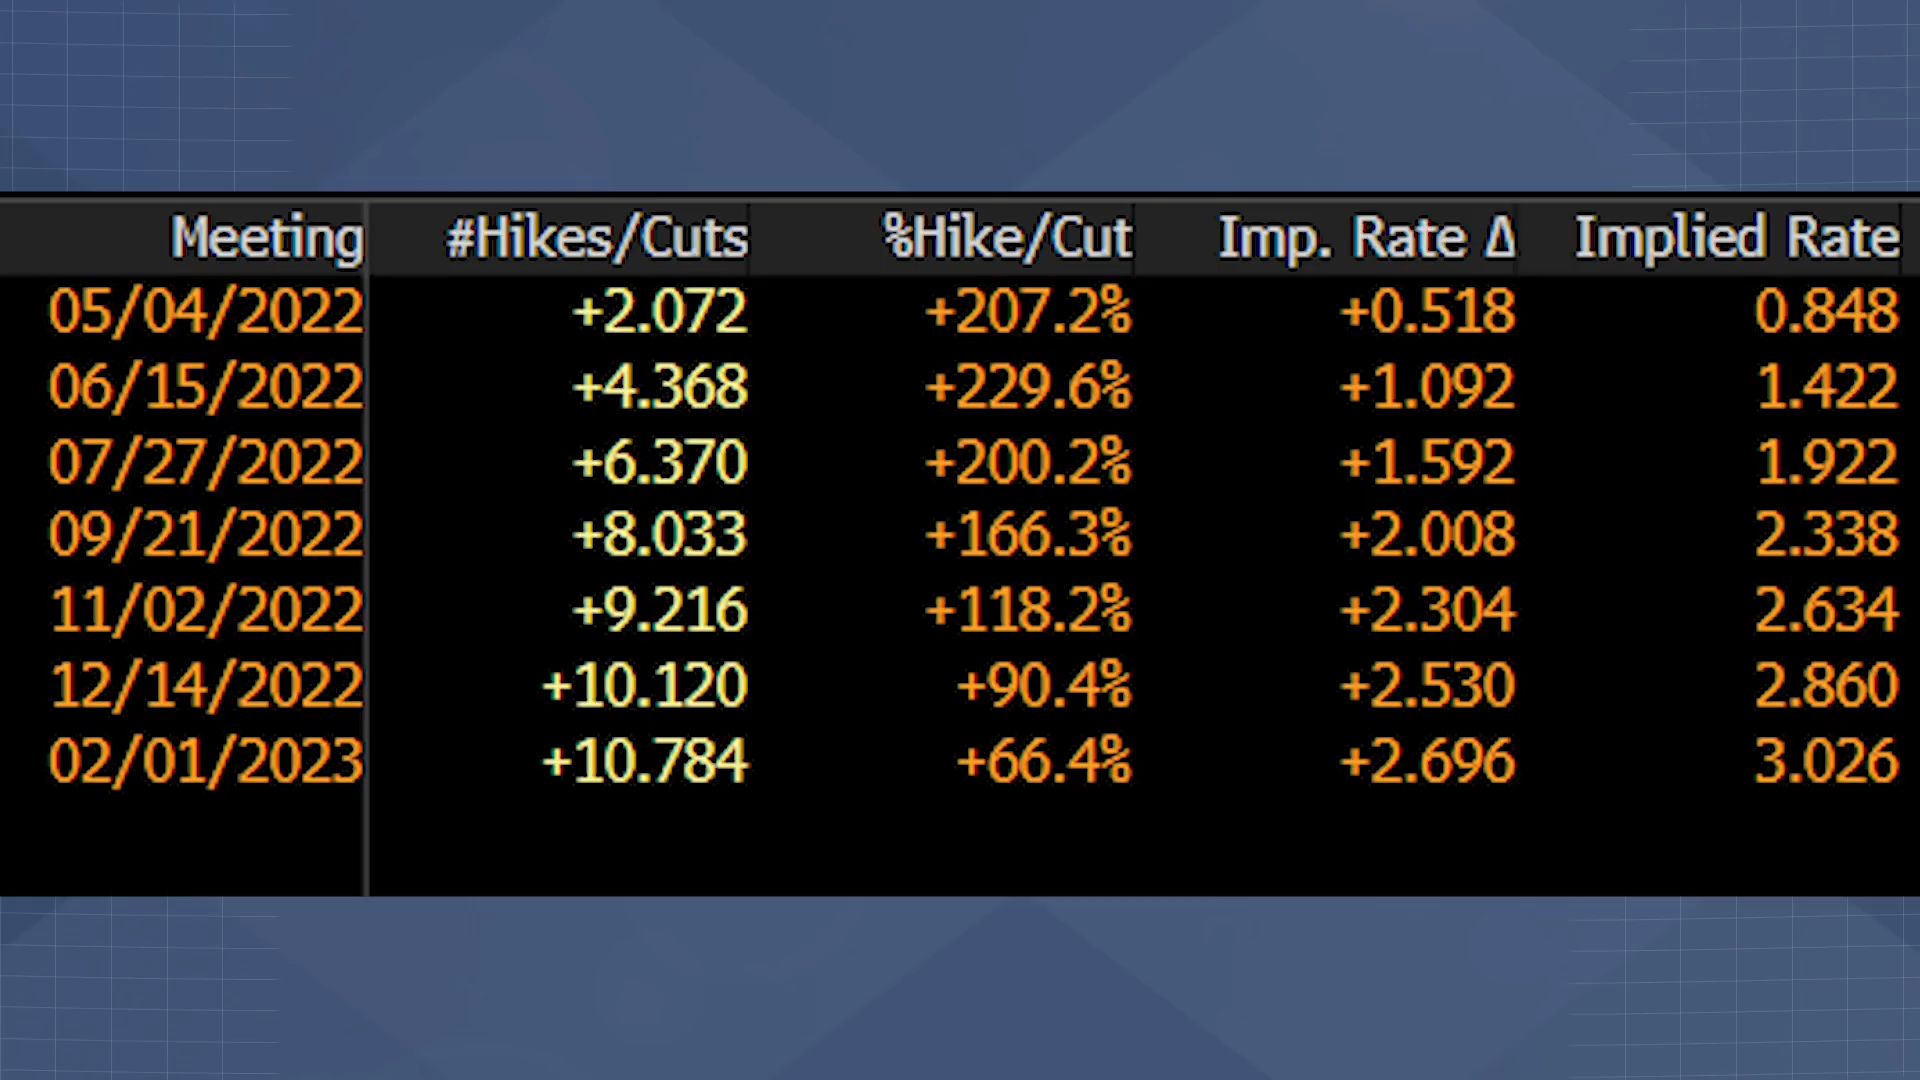 Meeting #Hikes/Cuts %Hike/Cut Imp. Rate Δ Implied Rate
05/04/2022 +2.072 +207.2% +0.518 0.848
06/15/2022 +4.368 +229.6% +1.092 1.422
07/27/2022 +6.370 +200.2% +1.592 1.922
09/21/2022 +8.033 +166.3% +2.008 2.338
11/02/2022 +9.216 +118.2% +2.304 2.634
12/14/2022 +10.120 +90.4% +2.530 2.860
02/01/2023 +10.784 +66.4% +2.696 3.026